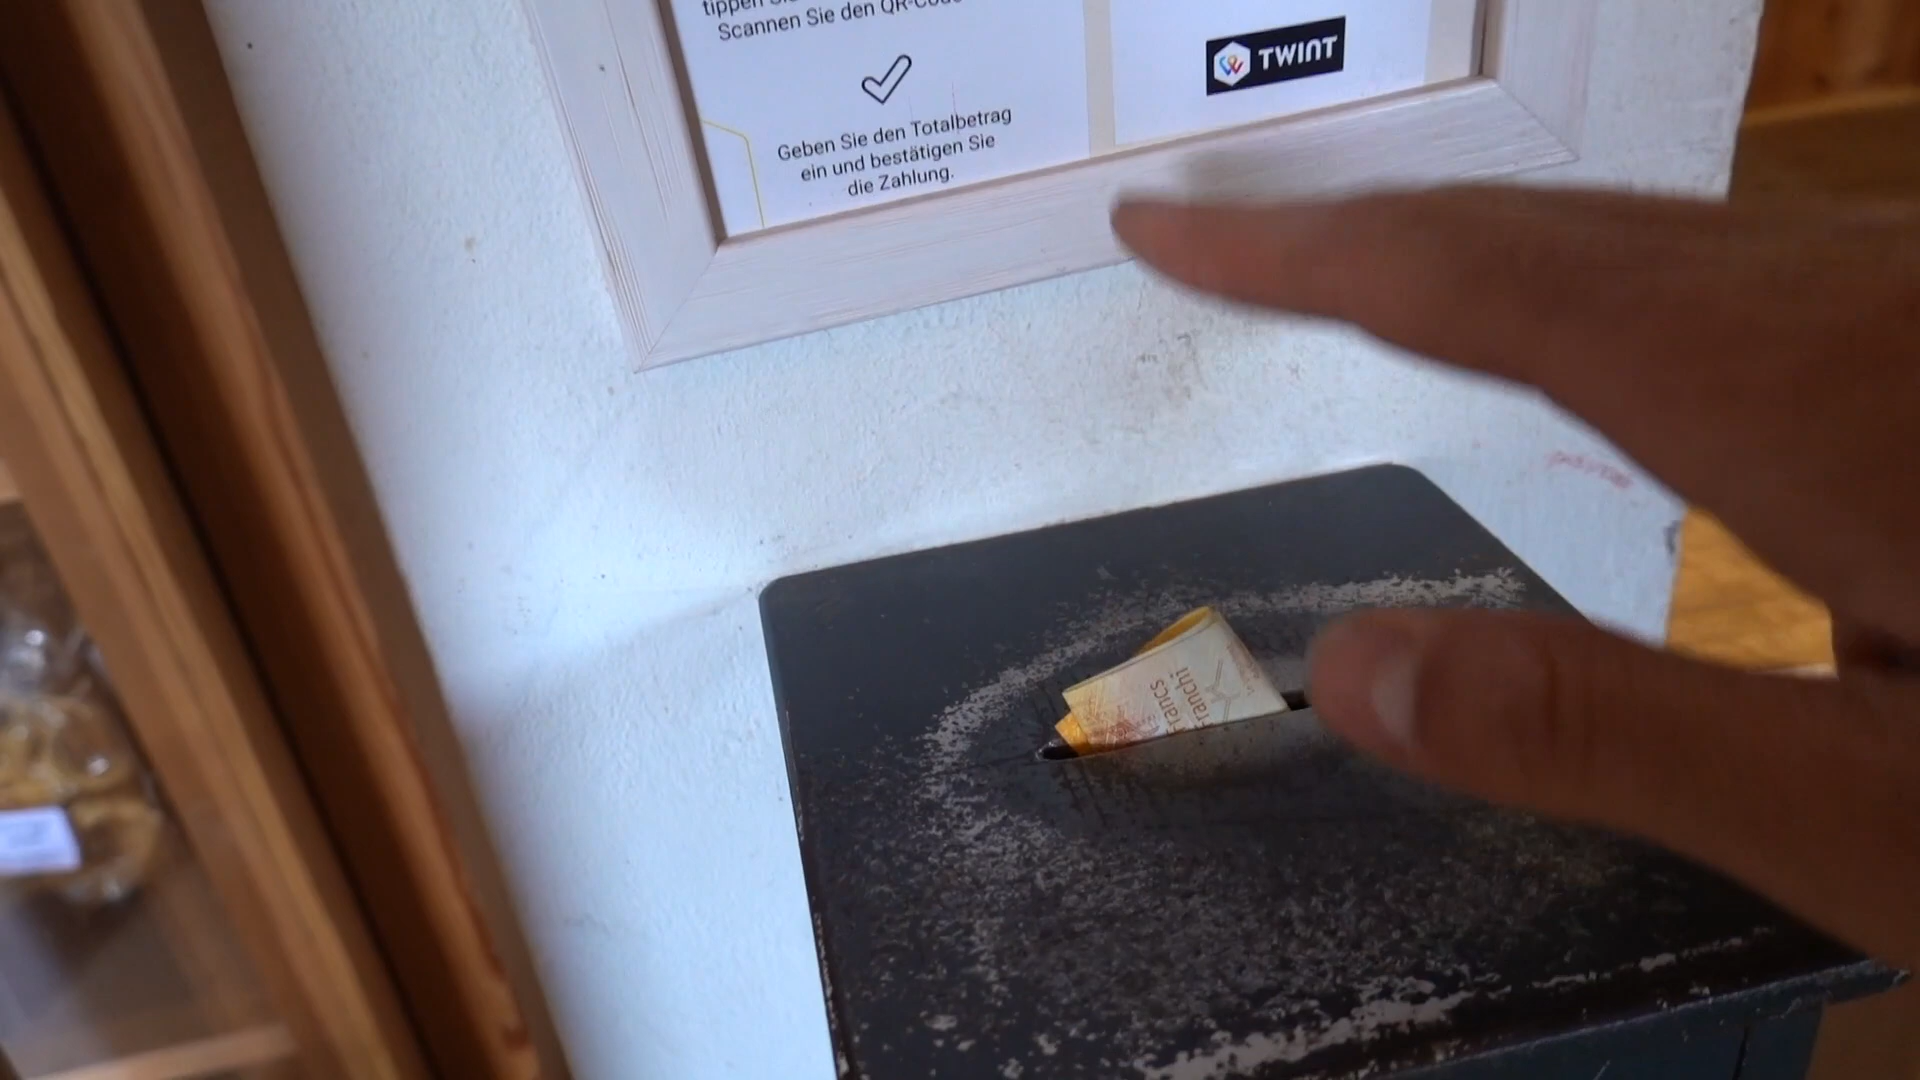 Scannen Sie den QR-Code
Geben Sie den Totalbetrag
ein und bestätigen Sie
die Zahlung.
TWINT
Francs
Franchi